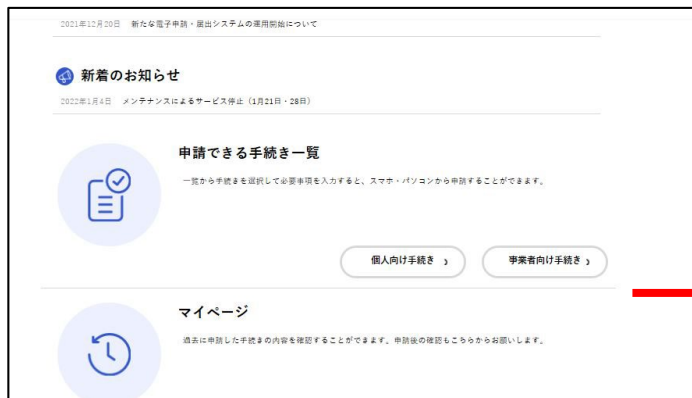 2021年12月20日 新たな電子申請・届出システムの運用開始について
新着のお知らせ
2022年1月4日 メンテナンスによるサービス停止（1月21日・28日）
申請できる手続き一覧
一覧から手続きを選択して必要事項を入力すると、スマホ・パソコンから申請することができます。
個人向け手続き 事業者向け手続き
マイページ
過去に申請した手続きの内容を確認することができます。申請後の確認もこちらからお願いします。